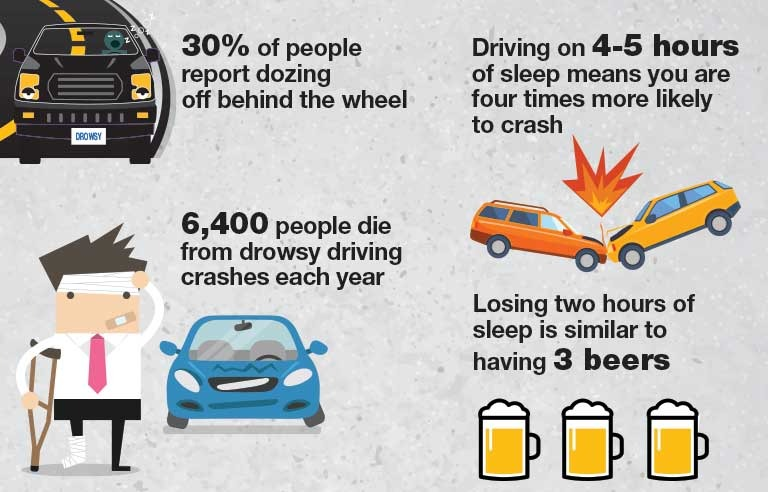 30% of people
report dozing
off behind the wheel
DROWSY
z z z z z
Driving on 4-5 hours
of sleep means you are
four times more likely
to crash
6,400 people die
from drowsy driving
crashes each year
Losing two hours of
sleep is similar to
having 3 beers